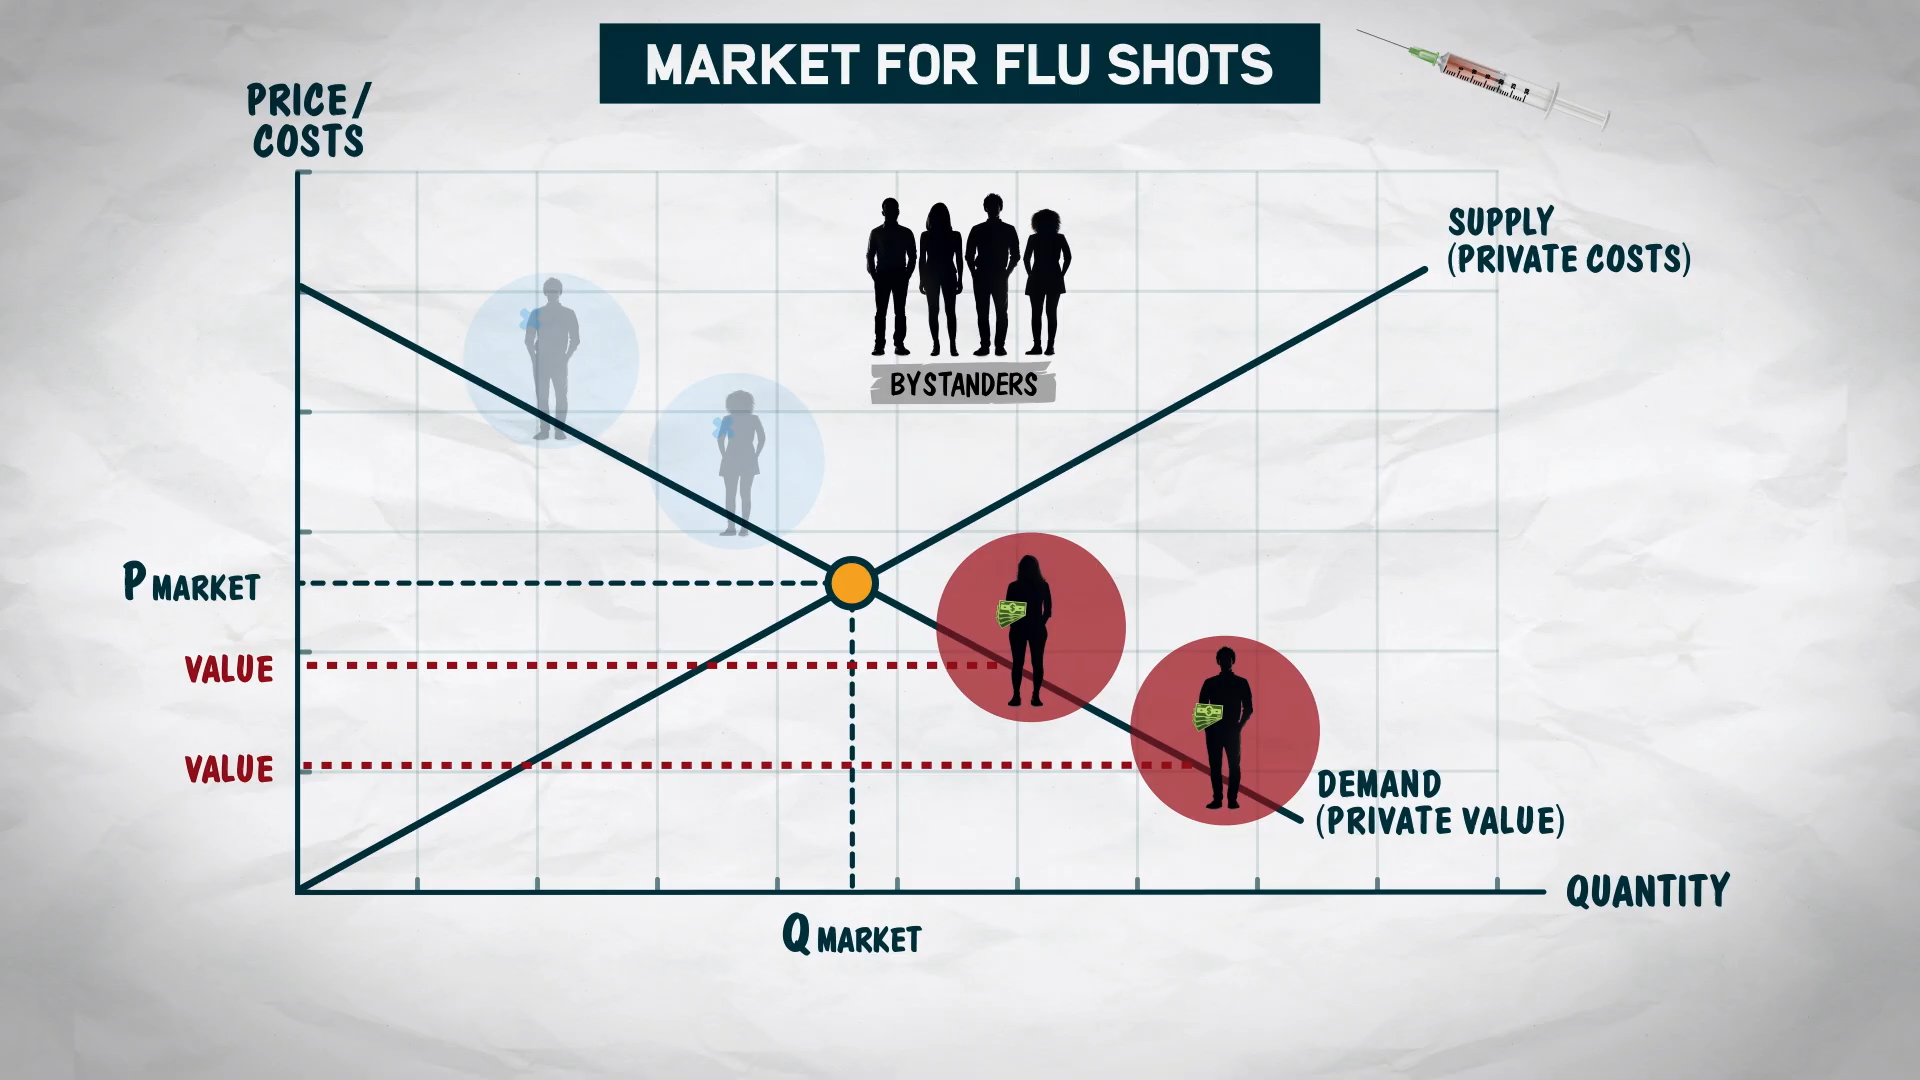 MARKET FOR FLU SHOTS
PRICE/
COSTS
SUPPLY
(PRIVATE COSTS)
BYSTANDERS
P MARKET
VALUE
VALUE
DEMAND
(PRIVATE VALUE)
QUANTITY
Q MARKET